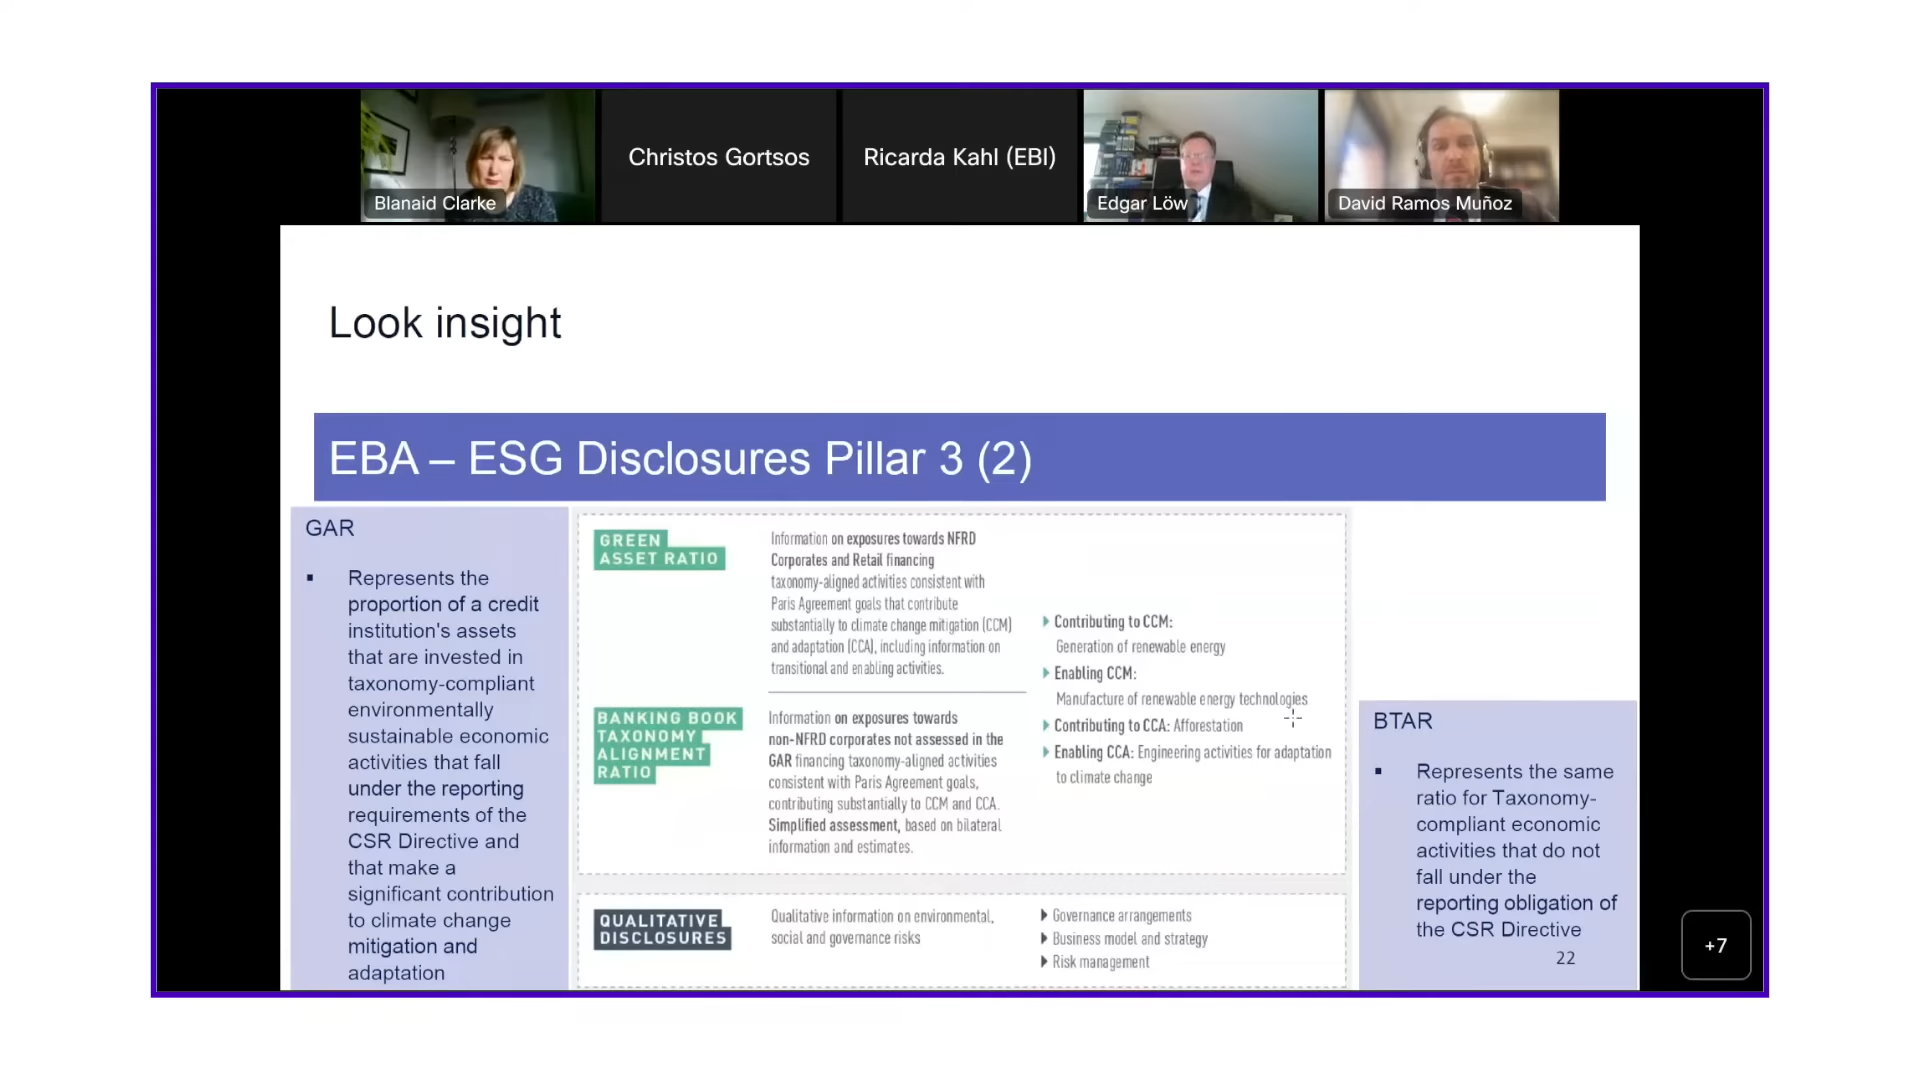 Christos Gortsos
Ricarda Kahl (EBI)
Blanaid Clarke
Edgar Löw
David Ramos Muñoz
Look insight
EBA – ESG Disclosures Pillar 3 (2)
GAR
▪ Represents the
proportion of a credit
institution's assets
that are invested in
taxonomy-compliant
environmentally
sustainable economic
activities that fall
under the reporting
requirements of the
CSR Directive and
that make a
significant contribution
to climate change
mitigation and
adaptation
GREEN
ASSET RATIO
Information on exposures towards NFRD
Corporates and Retail financing
taxonomy-aligned activities consistent with
Paris Agreement goals that contribute
substantially to climate change mitigation (CCM)
and adaptation (CCA), including information on
transitional and enabling activities.
BANKING BOOK
TAXONOMY
ALIGNMENT
RATIO
Information on exposures towards
non-NFRD corporates not assessed in the
GAR financing taxonomy-aligned activities
consistent with Paris Agreement goals,
contributing substantially to CCM and CCA.
Simplified assessment, based on bilateral
information and estimates.
Contributing to CCM:
Generation of renewable energy
Enabling CCM:
Manufacture of renewable energy technologies
Contributing to CCA: Afforestation
Enabling CCA: Engineering activities for adaptation
to climate change
QUALITATIVE
DISCLOSURES
Qualitative information on environmental,
social and governance risks
Governance arrangements
Business model and strategy
Risk management
BTAR
▪ Represents the same
ratio for Taxonomy-
compliant economic
activities that do not
fall under the
reporting obligation of
the CSR Directive
22
+7